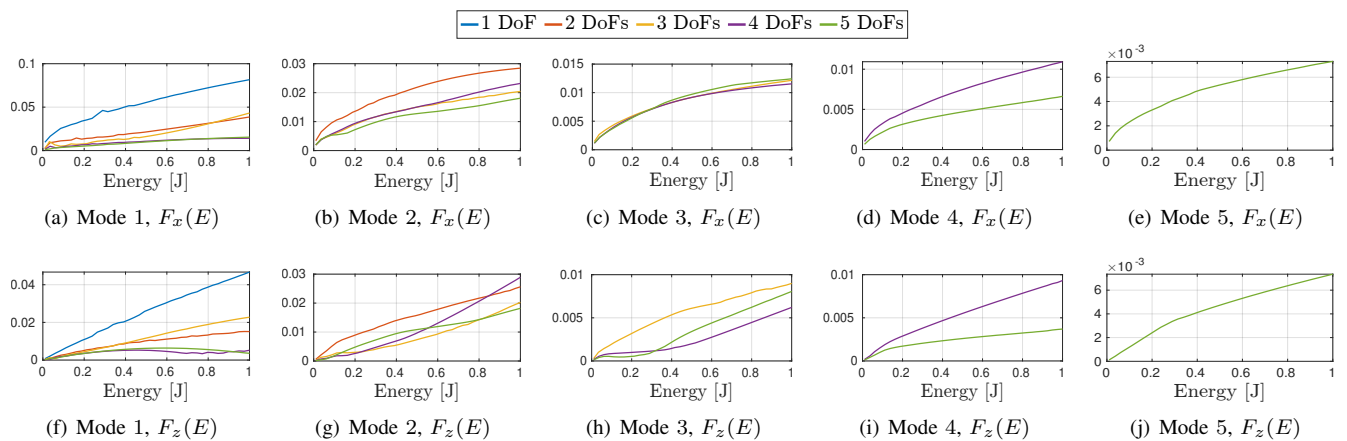 1 DoF 2 DoFs 3 DoFs 4 DoFs 5 DoFs
0.1
0.05
0
0 0.2 0.4 0.6 0.8 1
Energy [J]
(a) Mode 1, F_x(E)
0.03
0.02
0.01
0
0 0.2 0.4 0.6 0.8 1
Energy [J]
(b) Mode 2, F_x(E)
0.015
0.01
0.005
0
0 0.2 0.4 0.6 0.8 1
Energy [J]
(c) Mode 3, F_x(E)
0.01
0.005
0
0 0.2 0.4 0.6 0.8 1
Energy [J]
(d) Mode 4, F_x(E)
×10⁻³
6
4
2
0
0 0.2 0.4 0.6 0.8 1
Energy [J]
(e) Mode 5, F_x(E)
0.04
0.02
0
0 0.2 0.4 0.6 0.8 1
Energy [J]
(f) Mode 1, F_z(E)
0.03
0.02
0.01
0
0 0.2 0.4 0.6 0.8 1
Energy [J]
(g) Mode 2, F_z(E)
0.01
0.005
0
0 0.2 0.4 0.6 0.8 1
Energy [J]
(h) Mode 3, F_z(E)
0.01
0.005
0
0 0.2 0.4 0.6 0.8 1
Energy [J]
(i) Mode 4, F_z(E)
×10⁻³
6
4
2
0
0 0.2 0.4 0.6 0.8 1
Energy [J]
(j) Mode 5, F_z(E)